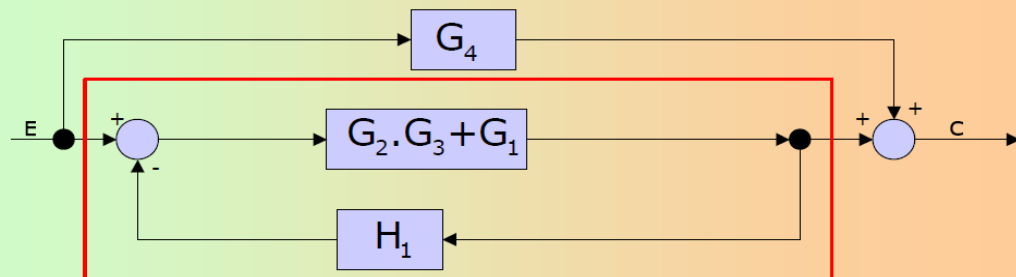 G₄
+ +
E + G₂.G₃+G₁ + C
-
H₁